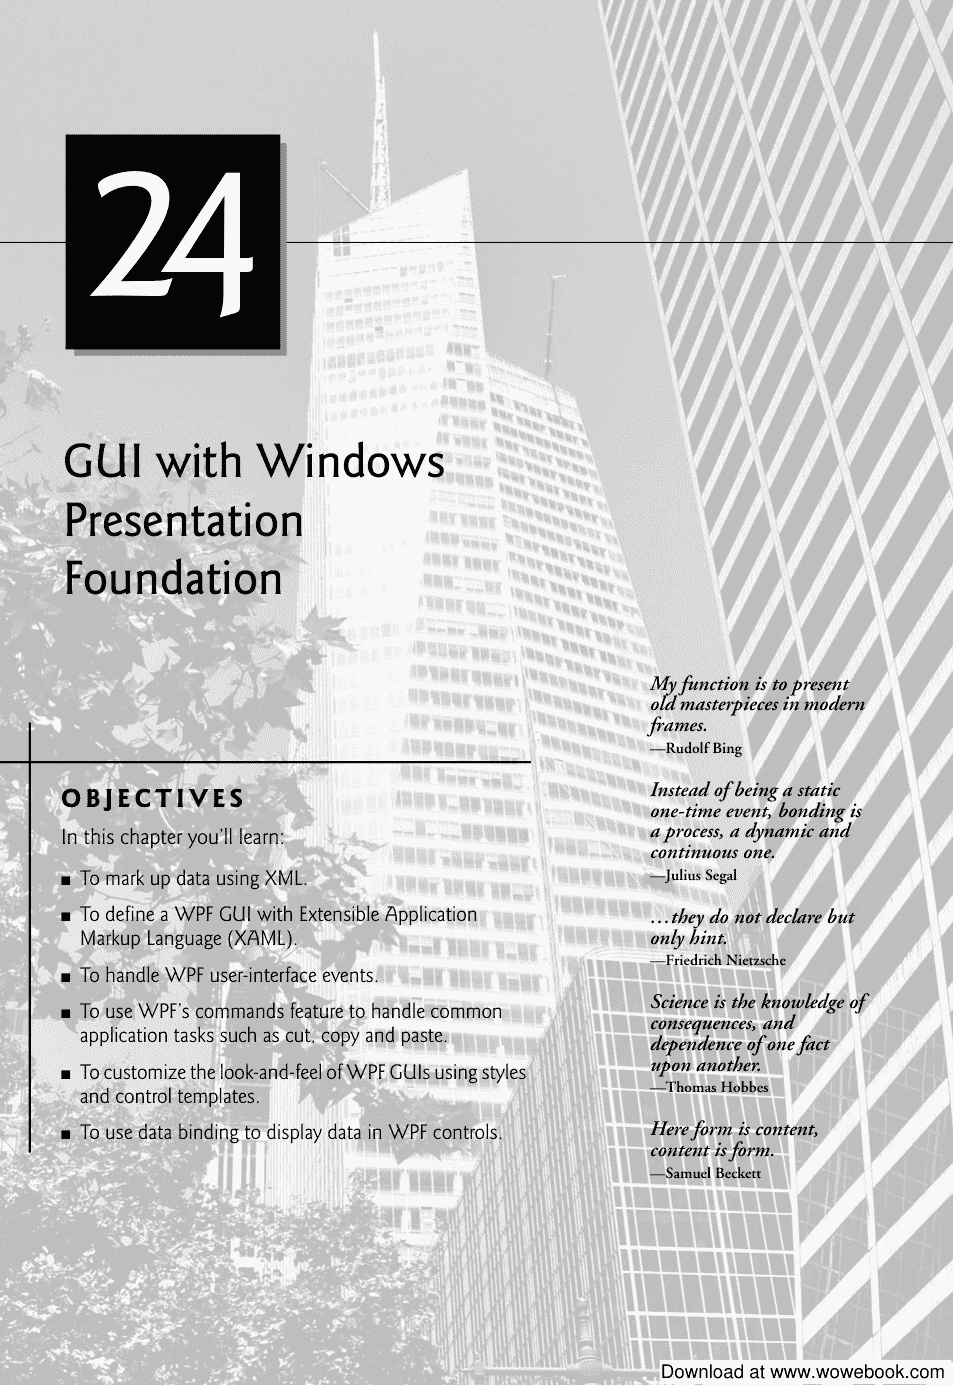 24
GUI with Windows
Presentation
Foundation
OBJECTIVES
In this chapter you’ll learn:
■ To mark up data using XML.
■ To define a WPF GUI with Extensible Application
Markup Language (XAML).
■ To handle WPF user-interface events.
■ To use WPF’s commands feature to handle common
application tasks such as cut, copy and paste.
■ To customize the look-and-feel of WPF GUIs using styles
and control templates.
■ To use data binding to display data in WPF controls.
My function is to present
old masterpieces in modern
frames.
—Rudolf Bing
Instead of being a static
one-time event, bonding is
a process, a dynamic and
continuous one.
—Julius Segal
…they do not declare but
only hint.
—Friedrich Nietzsche
Science is the knowledge of
consequences, and
dependence of one fact
upon another.
—Thomas Hobbes
Here form is content,
content is form.
—Samuel Beckett
Download at www.wowebook.com